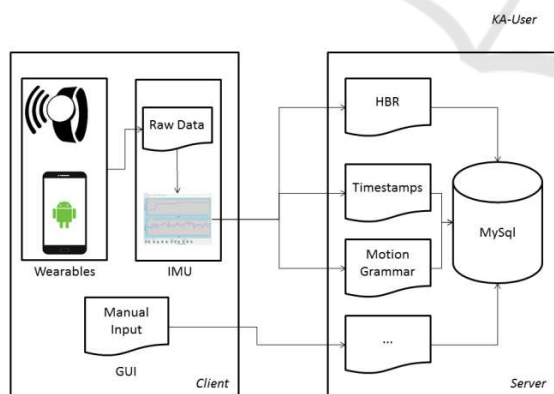 KA-User
Raw Data
Wearables
IMU
Manual
Input
GUI
Client
HBR
Timestamps
Motion
Grammar
...
MySql
Server